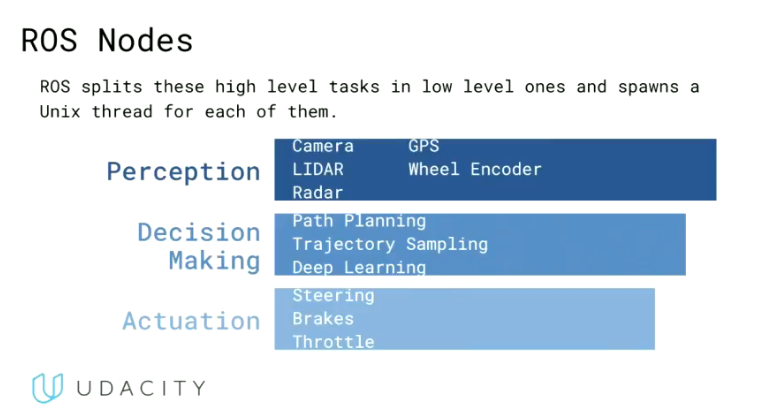 ROS Nodes
ROS splits these high level tasks in low level ones and spawns a
Unix thread for each of them.
Perception
Camera GPS
LIDAR Wheel Encoder
Radar
Decision
Making
Path Planning
Trajectory Sampling
Deep Learning
Actuation
Steering
Brakes
Throttle
UDACITY